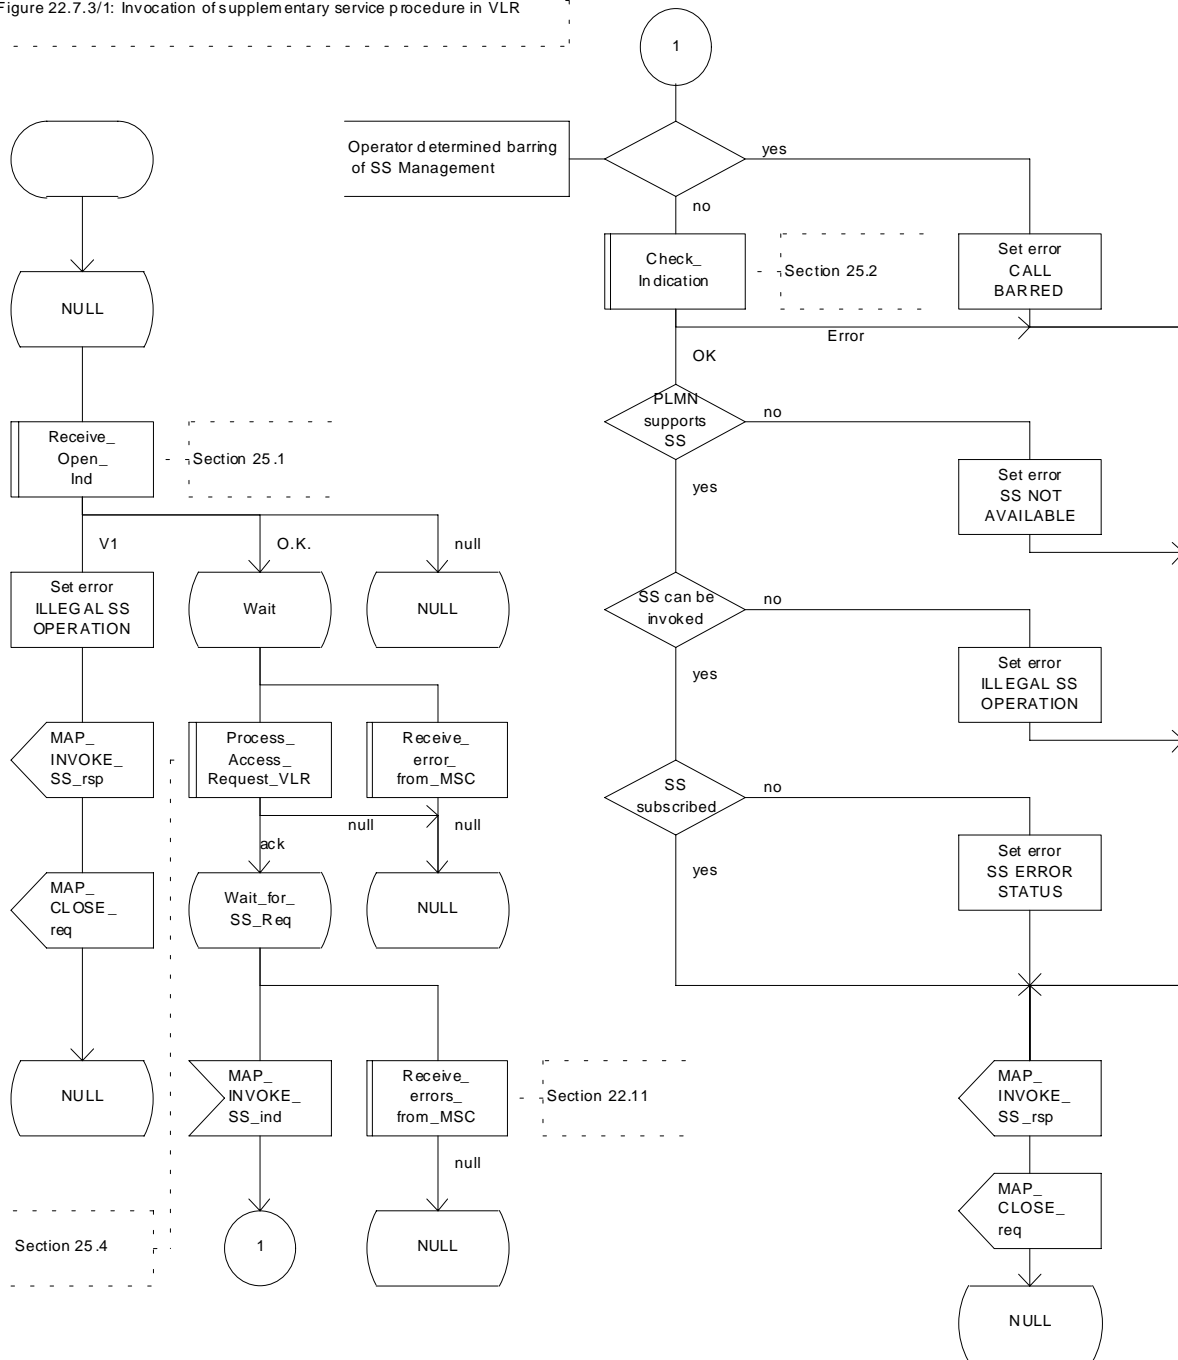 Figure 22.7.3/1: Invocation of supplementary service procedure in VLR
NULL
Receive_
Open_
Ind
Section 25.1
V1
O.K.
null
Set error
ILLEGAL SS
OPERATION
Wait
NULL
MAP_
INVOKE_
SS_rsp
Process_
Access_
Request_VLR
Receive_
error_
from_MSC
null
null
ack
MAP_
CLOSE_
req
Wait_for_
SS_Req
NULL
NULL
MAP_
INVOKE_
SS_ind
Receive_
errors_
from_MSC
Section 22.11
null
Section 25.4
1
NULL
1
Operator determined barring
of SS Management
yes
no
Check_
Indication
Section 25.2
Set error
CALL
BARRED
Error
OK
PLMN
supports
SS
no
yes
Set error
SS NOT
AVAILABLE
SS can be
invoked
no
yes
Set error
ILLEGAL SS
OPERATION
SS
subscribed
no
yes
Set error
SS ERROR
STATUS
MAP_
INVOKE_
SS_rsp
MAP_
CLOSE_
req
NULL